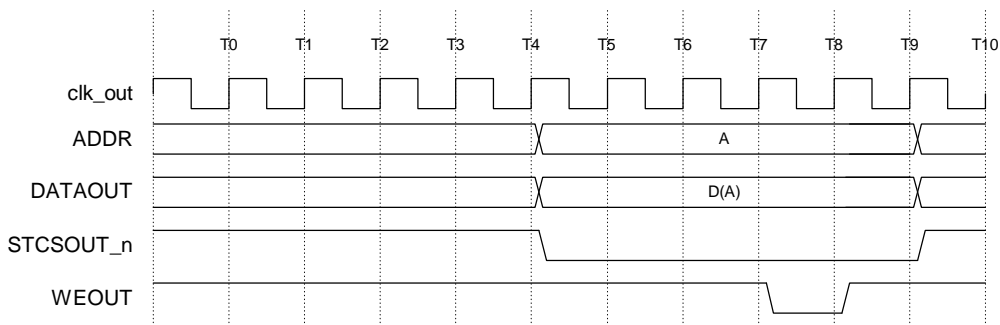 T0 T1 T2 T3 T4 T5 T6 T7 T8 T9 T10
clk_out
ADDR A
DATAOUT D(A)
STCSOUT_n
WEOUT